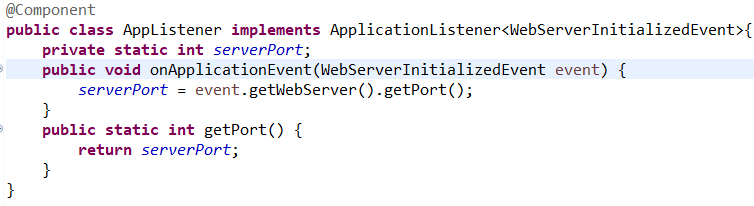 @Component
public class AppListener implements ApplicationListener<WebServerInitializedEvent>{
    private static int serverPort;
    public void onApplicationEvent(WebServerInitializedEvent event) {
        serverPort = event.getWebServer().getPort();
    }
    public static int getPort() {
        return serverPort;
    }
}